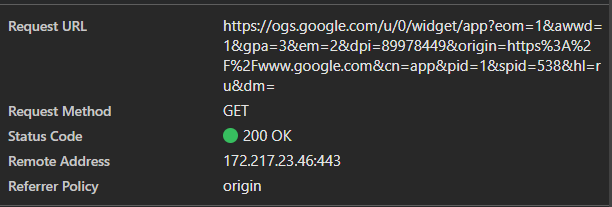 Request URL
https://ogs.google.com/u/0/widget/app?eom=1&awwd=
1&gpa=3&em=2&dpi=89978449&origin=https%3A%2
F%2Fwww.google.com&cn=app&pid=1&spid=538&hl=r
u&dm=
Request Method GET
Status Code 200 OK
Remote Address 172.217.23.46:443
Referrer Policy origin